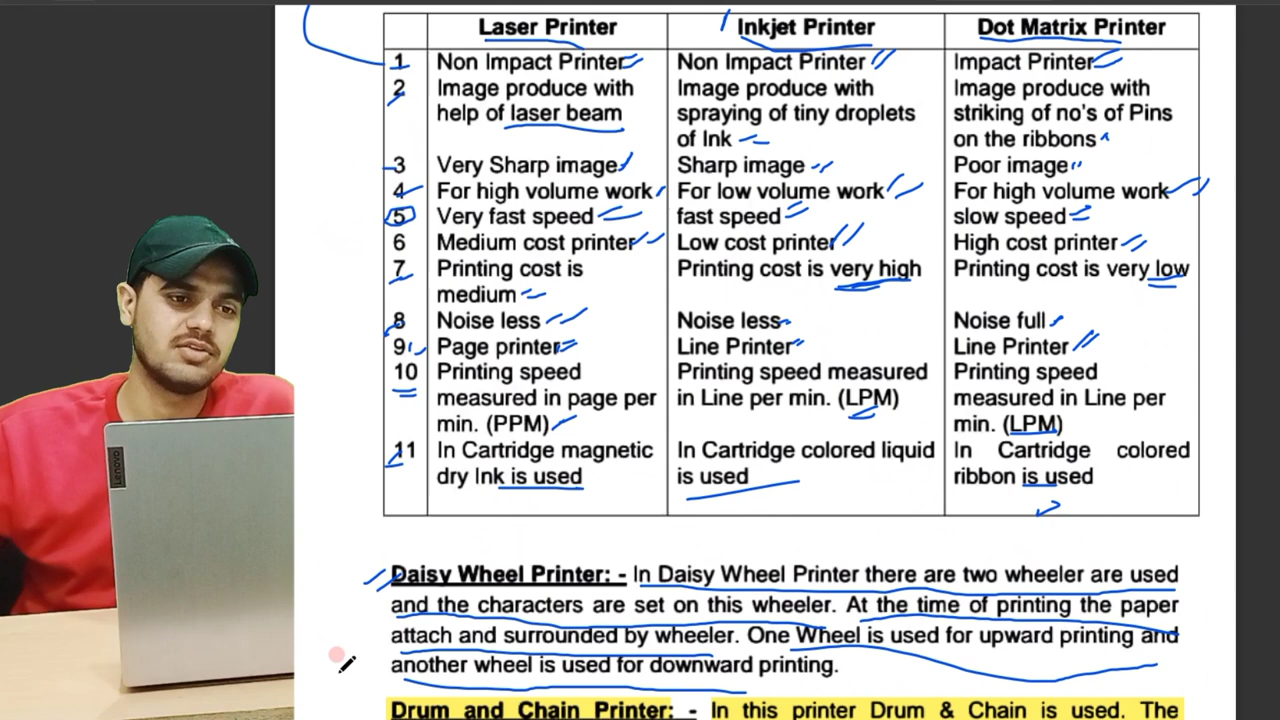 Laser Printer Inkjet Printer Dot Matrix Printer
1 Non Impact Printer Non Impact Printer Impact Printer
2 Image produce with Image produce with Image produce with
help of laser beam spraying of tiny droplets striking of no's of Pins
of Ink on the ribbons
3 Very Sharp image Sharp image Poor image
4 For high volume work For low volume work For high volume work
5 Very fast speed fast speed slow speed
6 Medium cost printer Low cost printer High cost printer
7 Printing cost is Printing cost is very high Printing cost is very low
medium
8 Noise less Noise less Noise full
9 Page printer Line Printer Line Printer
10 Printing speed Printing speed measured Printing speed
measured in page per in Line per min. (LPM) measured in Line per
min. (PPM) min. (LPM)
11 In Cartridge magnetic In Cartridge colored liquid In Cartridge colored
dry Ink is used is used ribbon is used
Lenovo
Daisy Wheel Printer: - In Daisy Wheel Printer there are two wheeler are used
and the characters are set on this wheeler. At the time of printing the paper
attach and surrounded by wheeler. One Wheel is used for upward printing and
another wheel is used for downward printing.
Drum and Chain Printer: - In this printer Drum & Chain is used. The